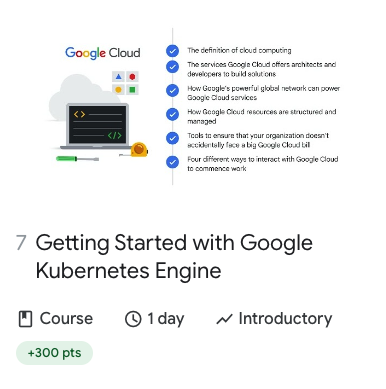 Google Cloud
The definition of cloud computing
The services Google Cloud offers architects and
developers to build solutions
How Google's powerful global network can power
Google Cloud services
How Google Cloud resources are structured and
managed
Tools to ensure that your organization doesn't
accidentally face a big Google Cloud bill
Four different ways to interact with Google Cloud
to commence work
7 Getting Started with Google
Kubernetes Engine
Course 1 day Introductory
+300 pts